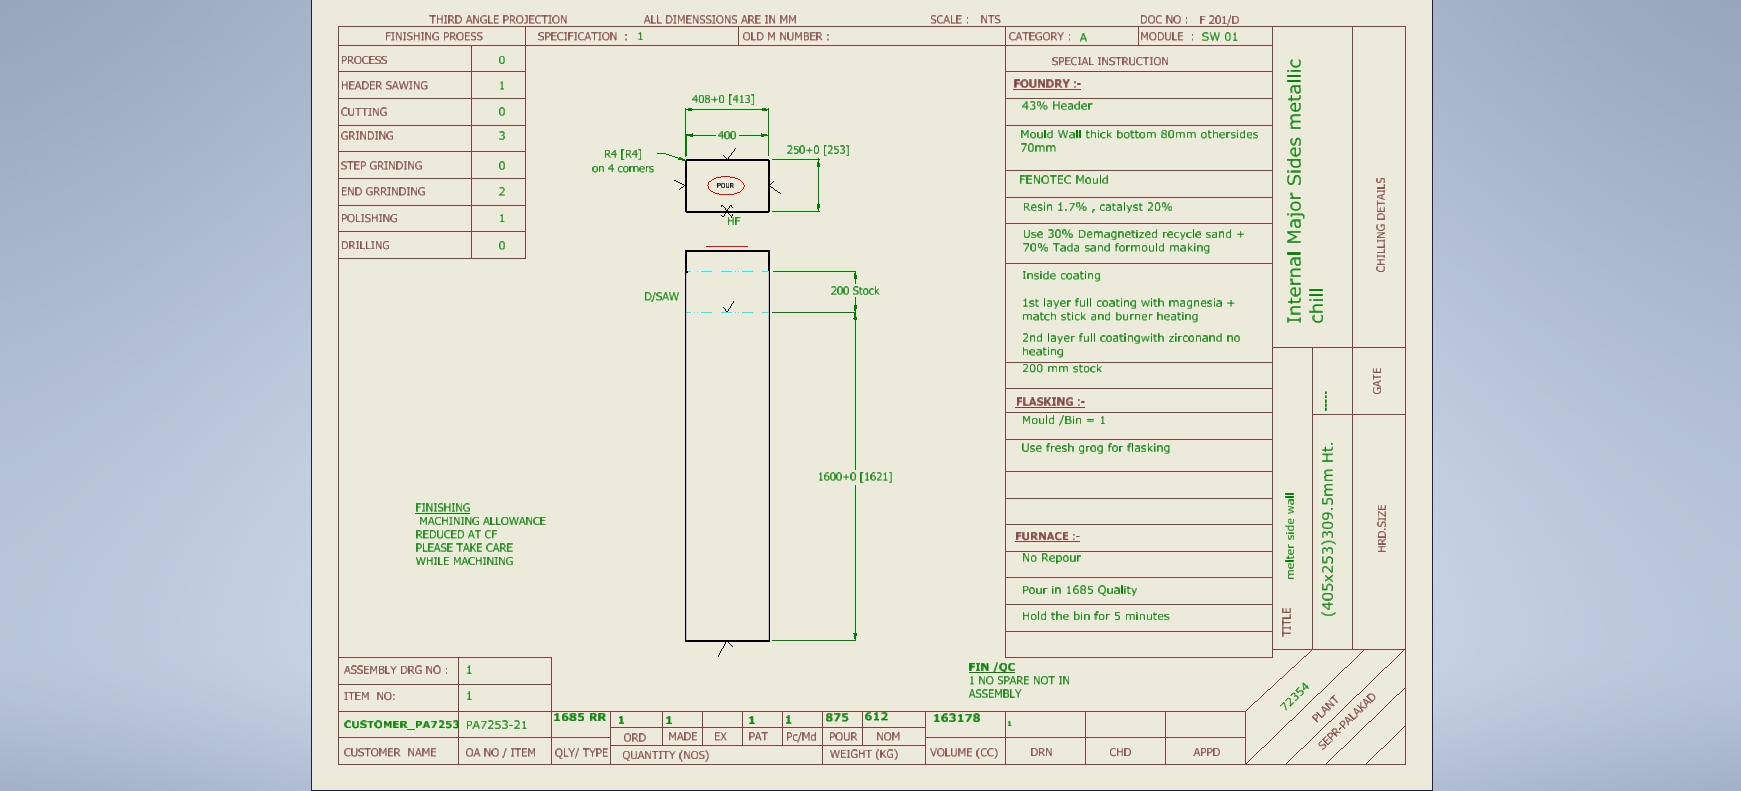 THIRD ANGLE PROJECTION
ALL DIMENSSIONS ARE IN MM
SCALE : NTS
DOC NO : F 201/D
FINISHING PROESS
SPECIFICATION : 1
OLD M NUMBER :
CATEGORY : A
MODULE : SW 01
PROCESS 0
HEADER SAWING 1
CUTTING 0
GRINDING 3
STEP GRINDING 0
END GRRINDING 2
POLISHING 1
DRILLING 0
408+0 [413]
400
R4 [R4]
on 4 corners
250+0 [253]
POUR
HF
D/SAW
200 Stock
1600+0 [1621]
FINISHING
MACHINING ALLOWANCE
REDUCED AT CF
PLEASE TAKE CARE
WHILE MACHINING
SPECIAL INSTRUCTION
FOUNDRY :-
43% Header
Mould Wall thick bottom 80mm othersides
70mm
FENOTEC Mould
Resin 1.7% , catalyst 20%
Use 30% Demagnetized recycle sand +
70% Tada sand formould making
Inside coating
1st layer full coating with magnesia +
match stick and burner heating
2nd layer full coatingwith zirconand no
heating
200 mm stock
FLASKING :-
Mould /Bin = 1
Use fresh grog for flasking
FURNACE :-
No Repour
Pour in 1685 Quality
Hold the bin for 5 minutes
Internal Major Sides metallic
chill
CHILLING DETAILS
-----
GATE
TITLE melter side wall
(405x253)309.5mm Ht.
HRD.SIZE
FIN /QC
1 NO SPARE NOT IN
ASSEMBLY
72354
PLANT
SEPR-PALAKAD
ASSEMBLY DRG NO : 1
ITEM NO: 1
CUSTOMER_PA7253 PA7253-21 1685 RR 1 1 1 1 875 612 163178 1
ORD MADE EX PAT Pc/Md POUR NOM
CUSTOMER NAME OA NO / ITEM QLY/ TYPE QUANTITY (NOS) WEIGHT (KG) VOLUME (CC) DRN CHD APPD